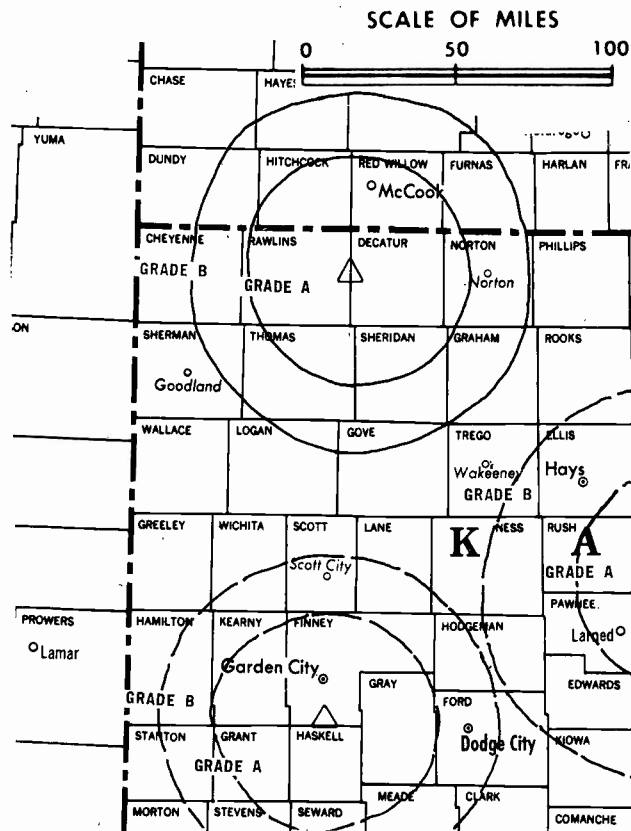 SCALE OF MILES
0 50 100
CHASE HAYES
YUMA
DUNDY HITCHCOCK RED WILLOW FURNAS HARLAN FRA
McCook
CHEYENNE RAWLINS DECATUR NORTON PHILLIPS
GRADE B GRADE A Norton
ON SHERMAN THOMAS SHERIDAN GRAHAM ROOKS
Goodland
WALLACE LOGAN GOVE TREGO ELLIS
Wakeeney Hays
GRADE B
GREELEY WICHITA SCOTT LANE NESS RUSH
K A
Scott City GRADE A
PAWNEE
PROWERS HAMILTON KEARNY FINNEY HODGEMAN
Lamar Larned
Garden City GRAY EDWARDS
GRADE B FORD
STANTON GRANT HASKELL Dodge City KIOWA
GRADE A
MEADE CLARK
MORTON STEVENS SEWARD COMANCHE